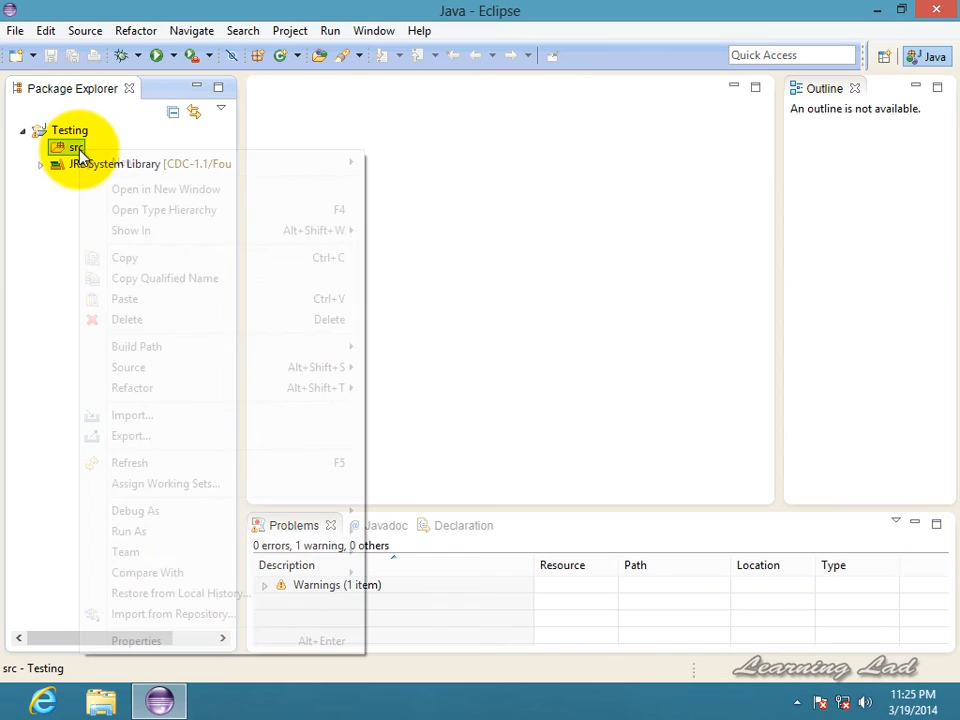 Java - Eclipse
File Edit Source Refactor Navigate Search Project Run Window Help
Quick Access
Java
Package Explorer
Testing
src
JRE System Library [CDC-1.1/Fou
Open in New Window
Open Type Hierarchy F4
Show In Alt+Shift+W
Copy Ctrl+C
Copy Qualified Name
Paste Ctrl+V
Delete Delete
Build Path
Source Alt+Shift+S
Refactor Alt+Shift+T
Import...
Export...
Refresh F5
Assign Working Sets...
Debug As
Run As
Team
Compare With
Restore from Local History...
Import from Repository...
Properties Alt+Enter
Outline
An outline is not available.
Problems @ Javadoc Declaration
0 errors, 1 warning, 0 others
Description Resource Path Location Type
Warnings (1 item)
src - Testing
Learning Lad
11:25 PM
3/19/2014